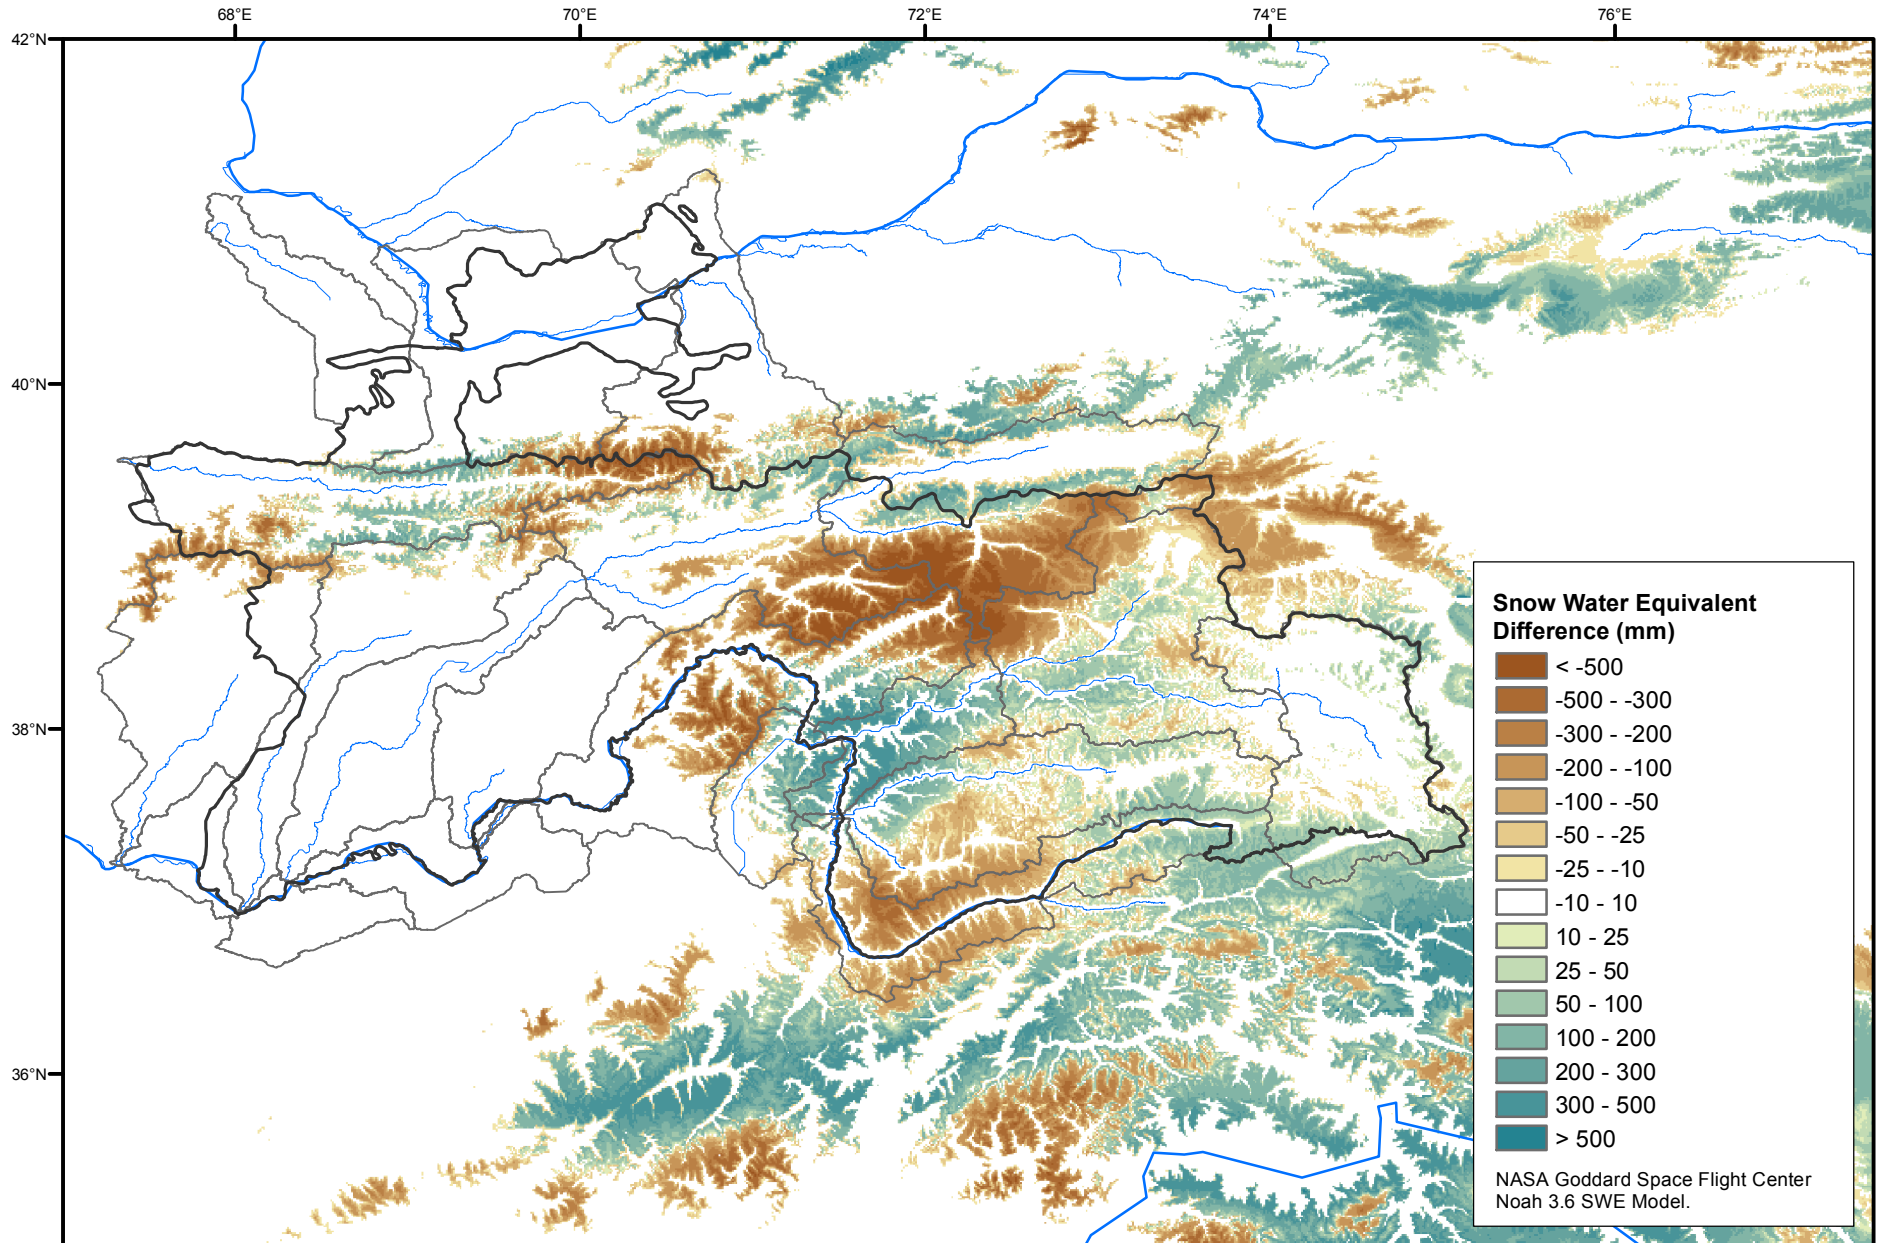 68°E 70°E 72°E 74°E 76°E
42°N
40°N
38°N
36°N
Snow Water Equivalent
Difference (mm)
< -500
-500 - -300
-300 - -200
-200 - -100
-100 - -50
-50 - -25
-25 - -10
-10 - 10
10 - 25
25 - 50
50 - 100
100 - 200
200 - 300
300 - 500
> 500
NASA Goddard Space Flight Center
Noah 3.6 SWE Model.